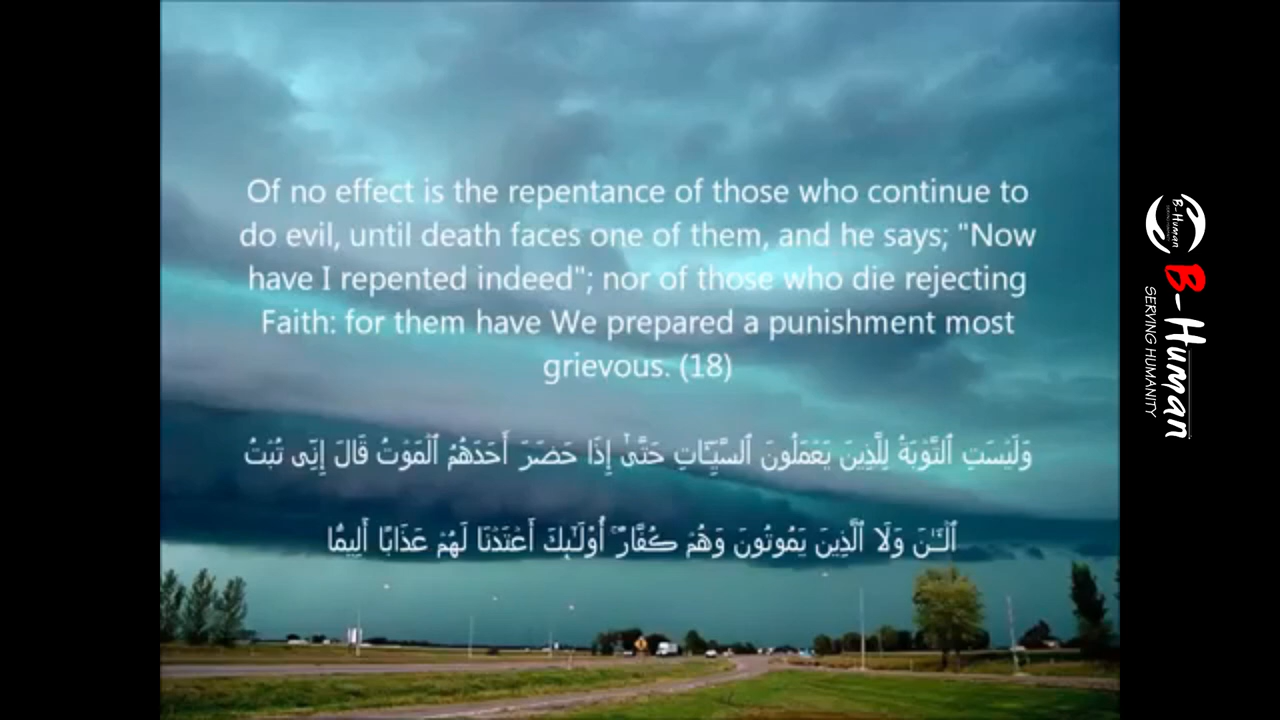 Of no effect is the repentance of those who continue to
do evil, until death faces one of them, and he says; "Now
have I repented indeed"; nor of those who die rejecting
Faith: for them have We prepared a punishment most
grievous. (18)
وَلَيْسَتِ ٱلتَّوْبَةُ لِلَّذِينَ يَعْمَلُونَ ٱلسَّيِّـَٔاتِ حَتَّىٰٓ إِذَا حَضَرَ أَحَدَهُمُ ٱلْمَوْتُ قَالَ إِنِّى تُبْتُ
ٱلْـَٰٔنَ وَلَا ٱلَّذِينَ يَمُوتُونَ وَهُمْ كُفَّارٌ ۚ أُو۟لَـٰٓئِكَ أَعْتَدْنَا لَهُمْ عَذَابًا أَلِيمًا
B-Human
B-Human
SERVING HUMANITY